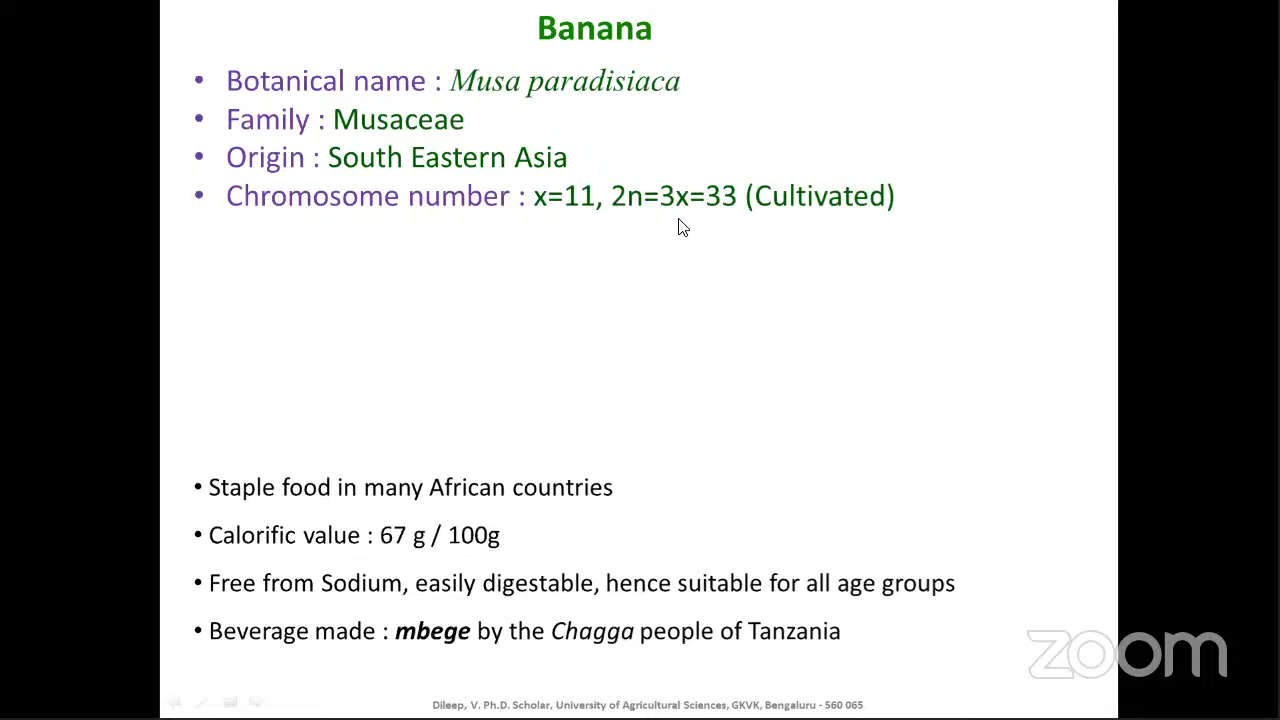 Banana
• Botanical name : Musa paradisiaca
• Family : Musaceae
• Origin : South Eastern Asia
• Chromosome number : x=11, 2n=3x=33 (Cultivated)
• Staple food in many African countries
• Calorific value : 67 g / 100g
• Free from Sodium, easily digestable, hence suitable for all age groups
• Beverage made : mbege by the Chagga people of Tanzania
zoom
Dileep, V. Ph.D. Scholar, University of Agricultural Sciences, GKVK, Bengaluru - 560 065